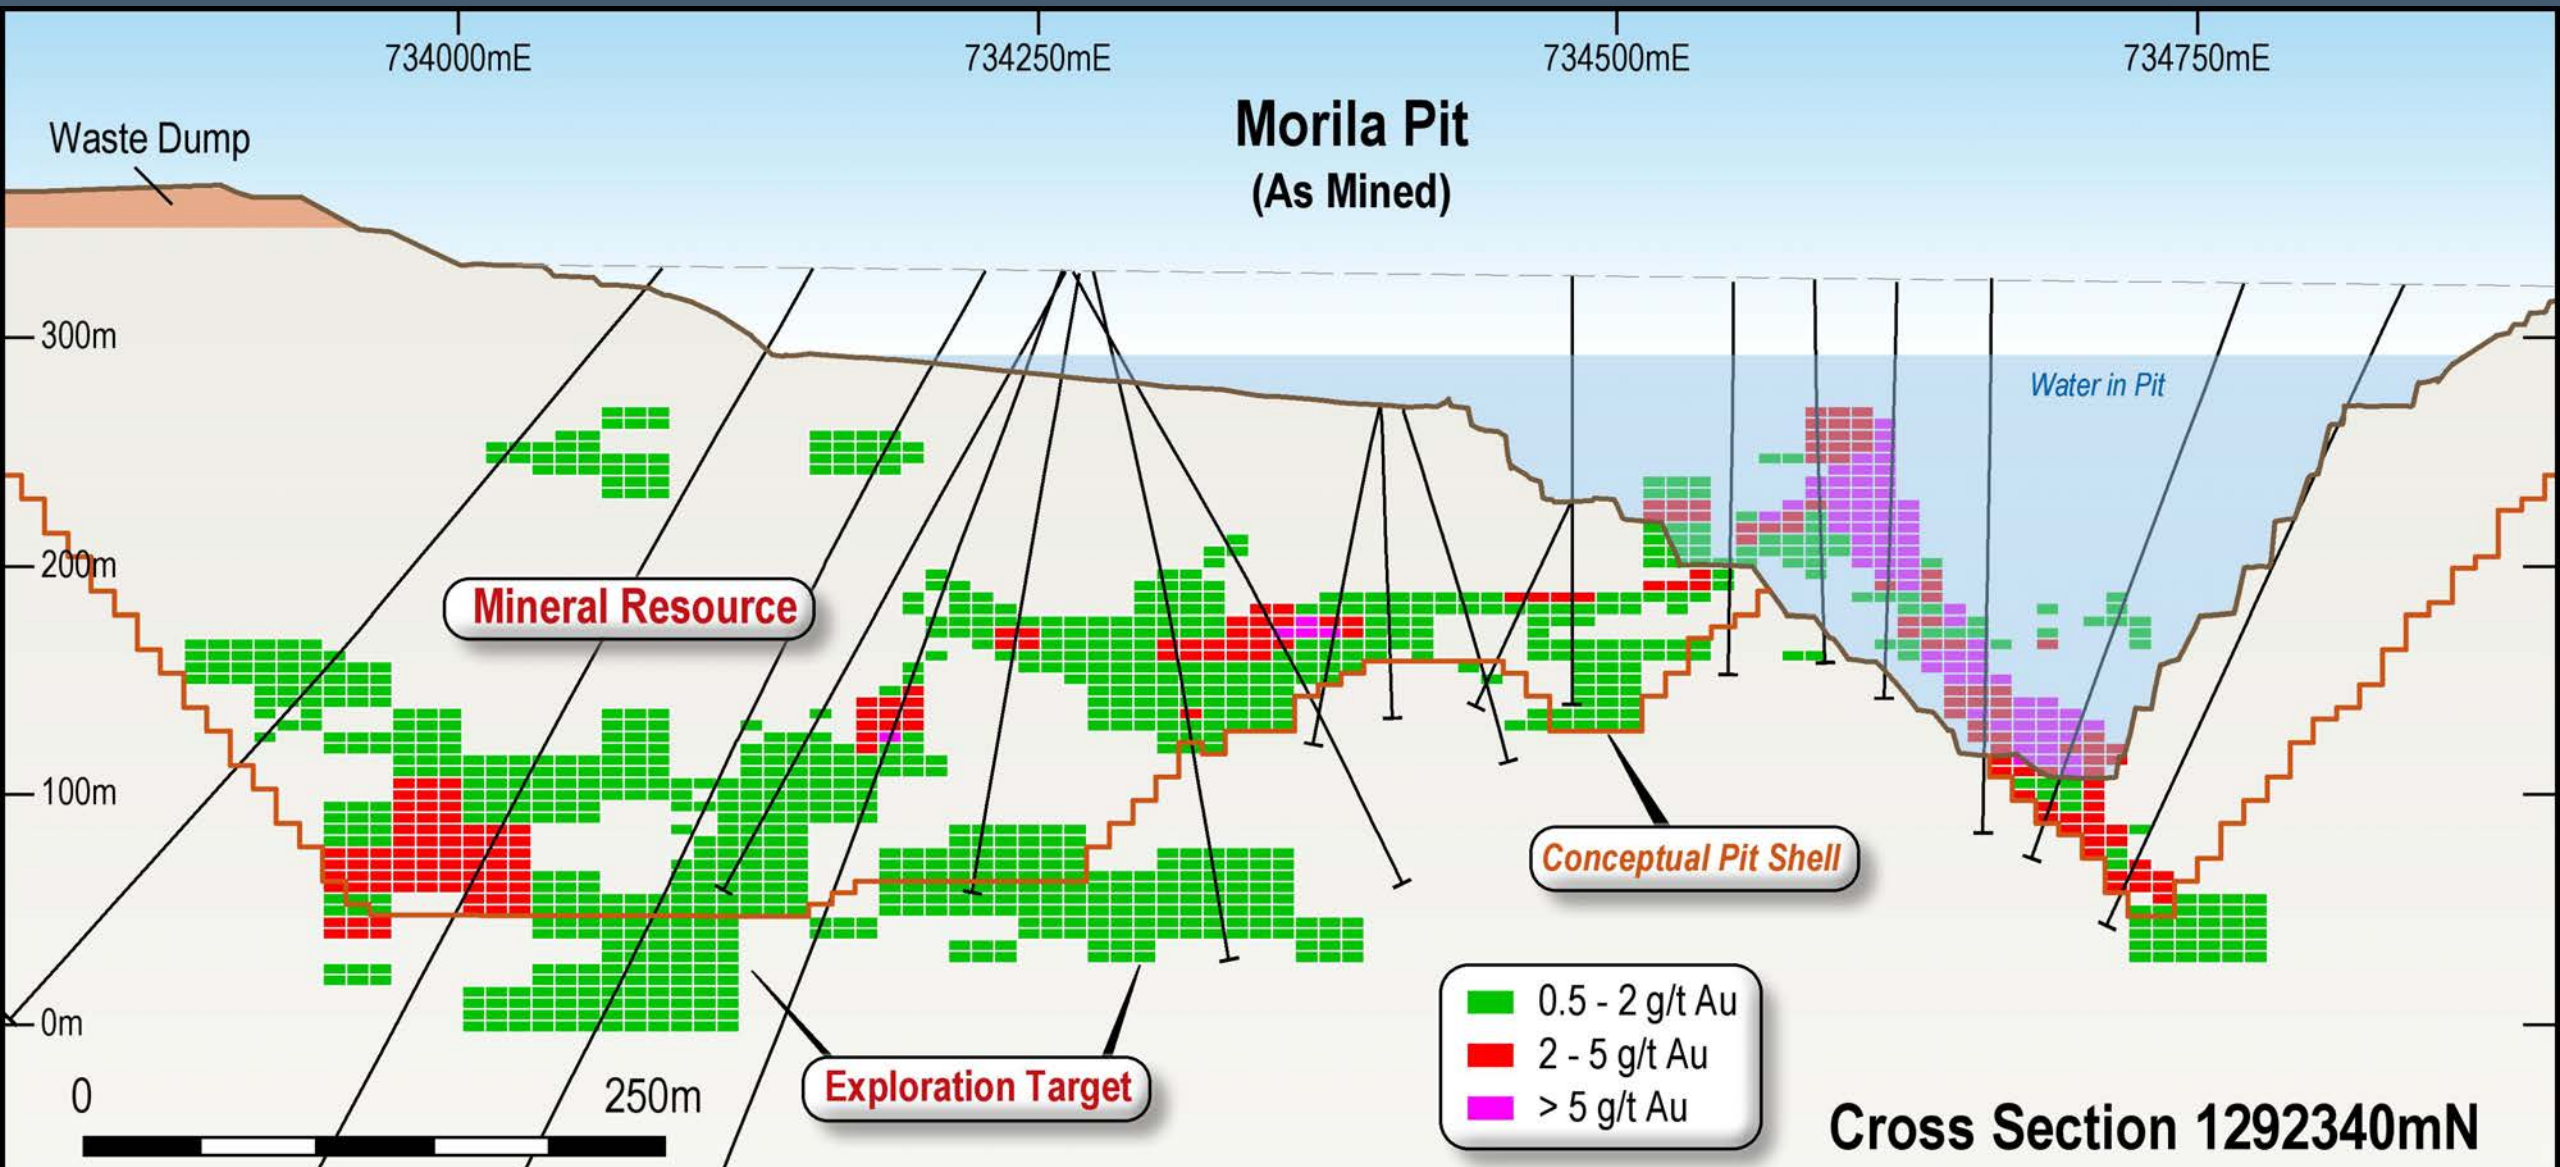 734000mE
734250mE
734500mE
734750mE
Morila Pit
(As Mined)
Waste Dump
300m
Water in Pit
200m
Mineral Resource
100m
Conceptual Pit Shell
0m
0.5 - 2 g/t Au
2 - 5 g/t Au
> 5 g/t Au
Exploration Target
0
250m
Cross Section 1292340mN